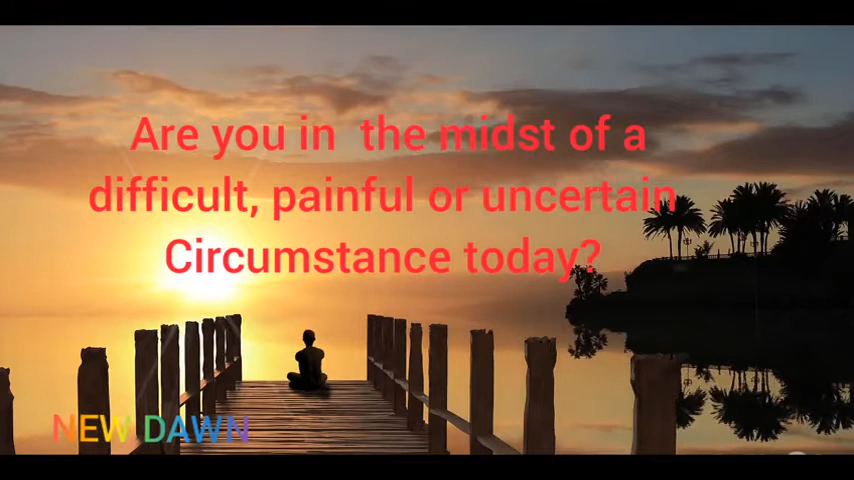 Are you in the midst of a
difficult, painful or uncertain
Circumstance today?
NEW DAWN